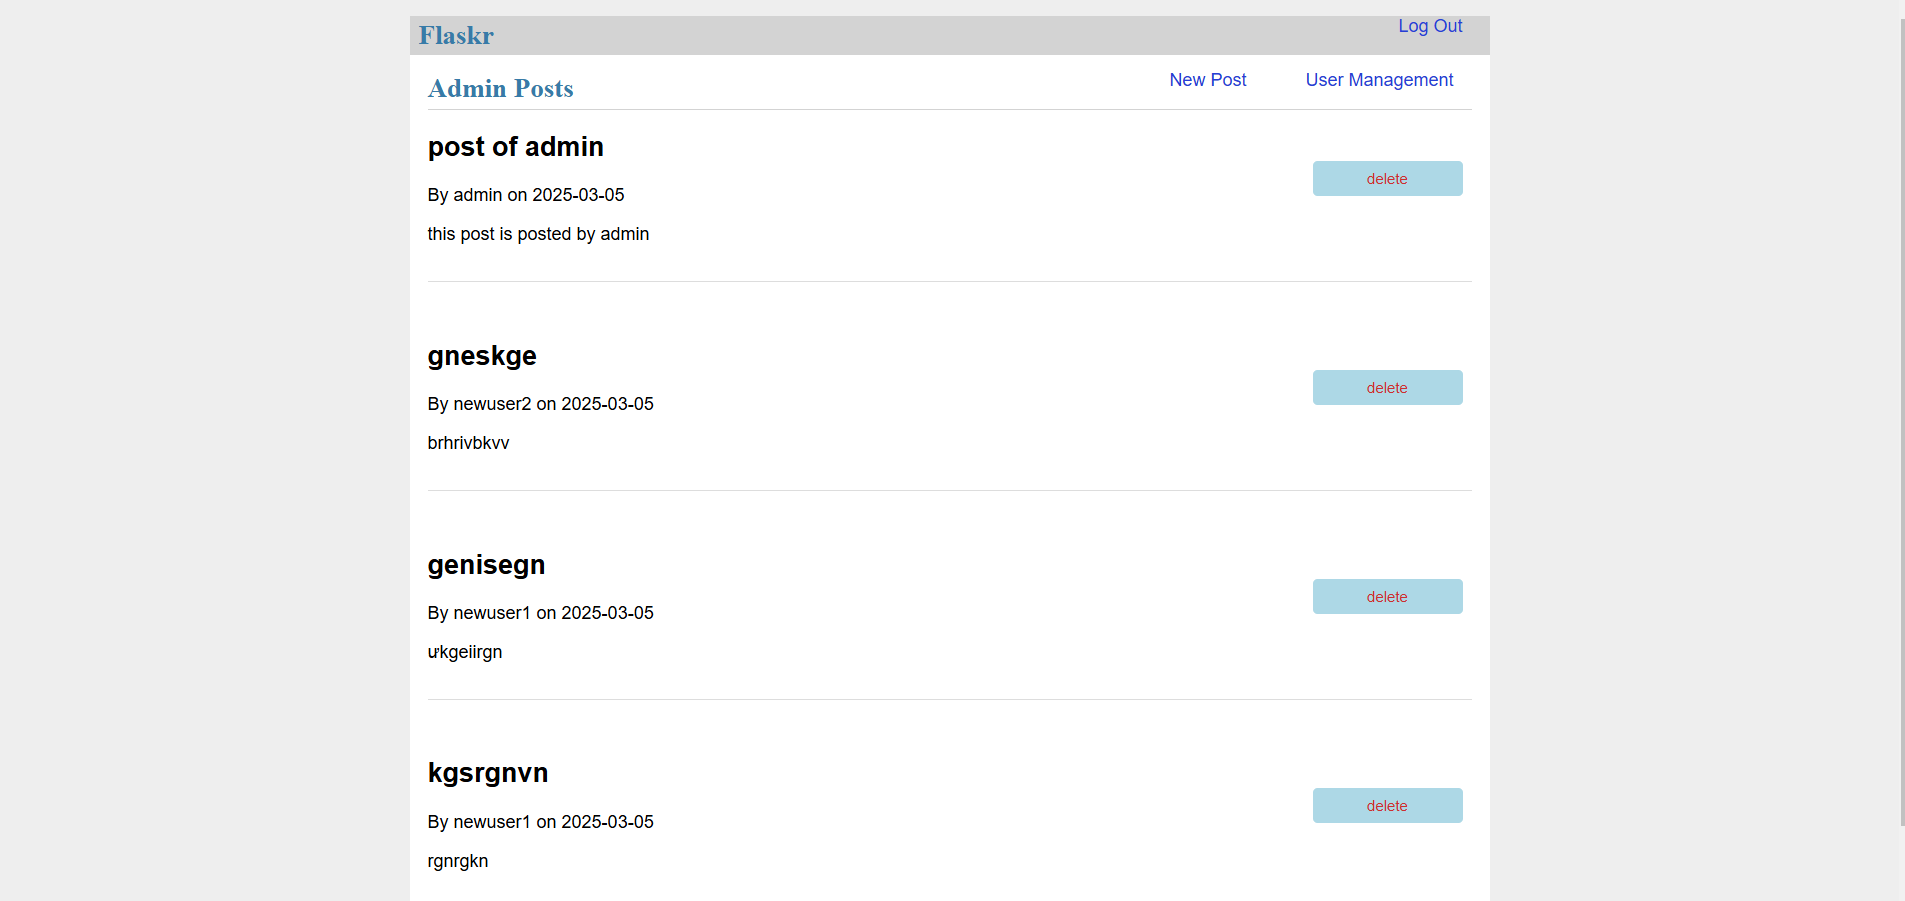 Flaskr
Log Out
Admin Posts
New Post
User Management
post of admin
By admin on 2025-03-05
this post is posted by admin
delete
gneskge
By newuser2 on 2025-03-05
brhrivbkvv
delete
genisegn
By newuser1 on 2025-03-05
ưkgeiirgn
delete
kgsrgnvn
By newuser1 on 2025-03-05
rgnrgkn
delete